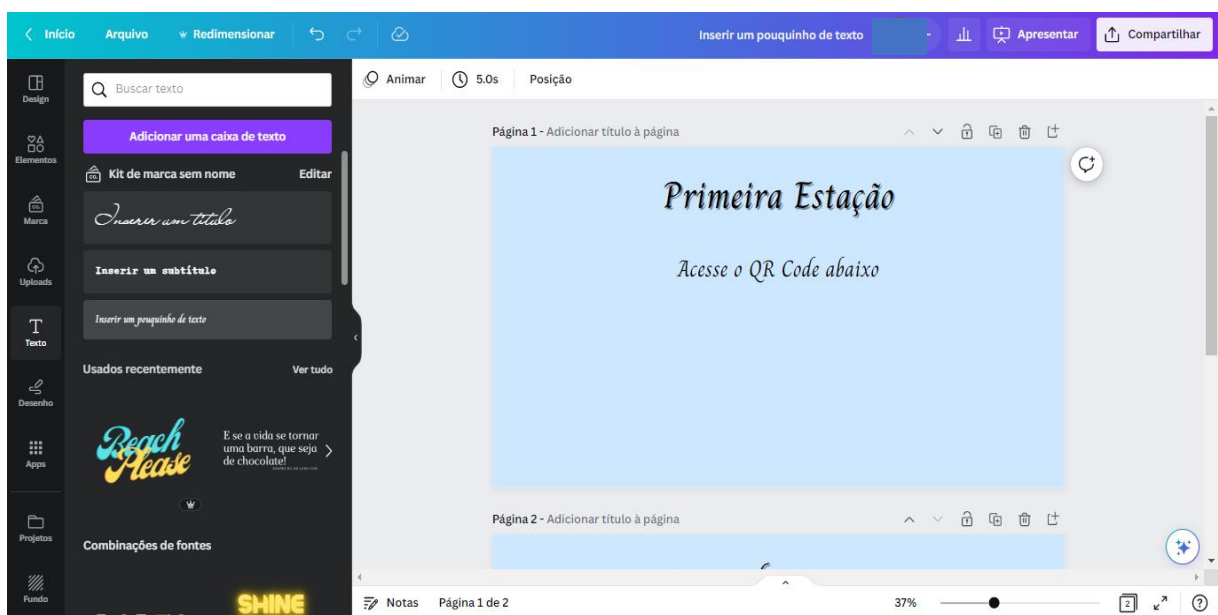 Início Arquivo Redimensionar Inserir um pouquinho de texto Apresentar Compartilhar
Design
Elementos
Marca
Uploads
Texto
Desenho
Apps
Projetos
Fundo
Buscar texto
Adicionar uma caixa de texto
Kit de marca sem nome Editar
Inserir um título
Inserir um subtítulo
Inserir um pouquinho de texto
Usados recentemente Ver tudo
Beach
Please
E se a vida se tornar
uma barra, que seja
de chocolate!
Combinações de fontes
SHINE
Animar 5.0s Posição
Página 1 - Adicionar título à página
Primeira Estação
Acesse o QR Code abaixo
Página 2 - Adicionar título à página
Notas Página 1 de 2 37% 2 ?